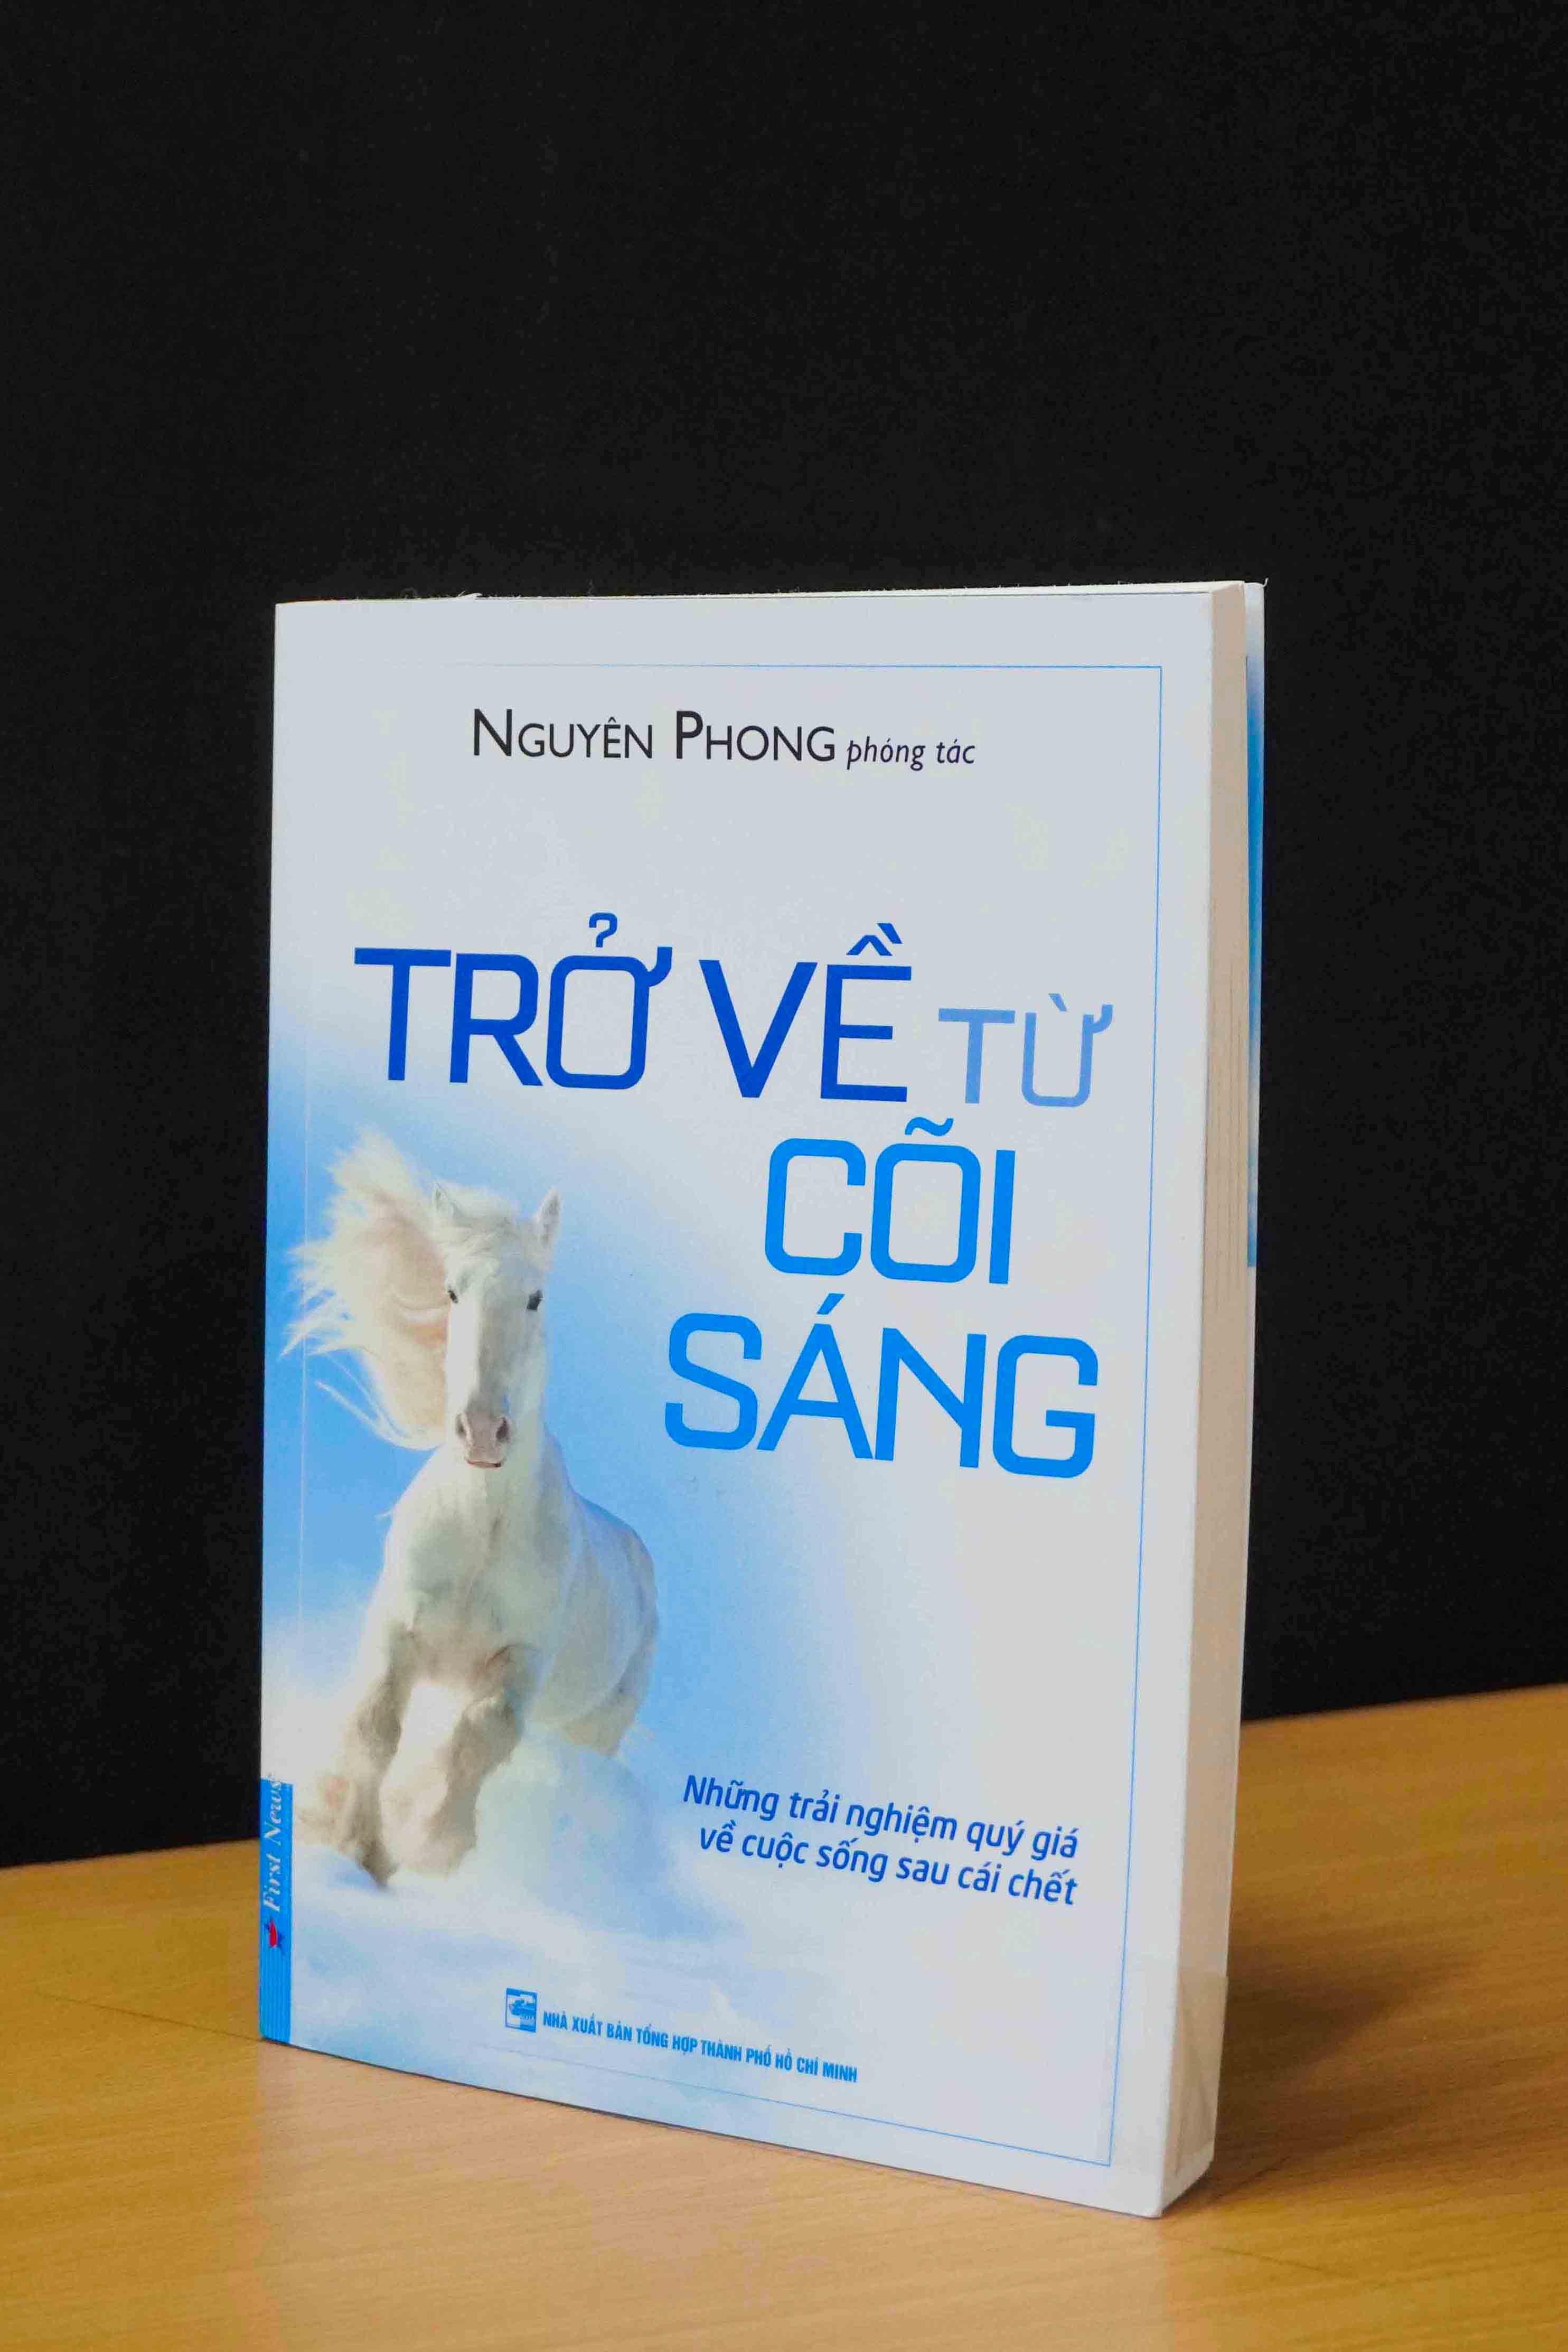 NGUYÊN PHONG phóng tác
TRỞ VỀ TỪ
CÕI
SÁNG
Những trải nghiệm quý giá
về cuộc sống sau cái chết
First News
NHÀ XUẤT BẢN TỔNG HỢP THÀNH PHỐ HỒ CHÍ MINH